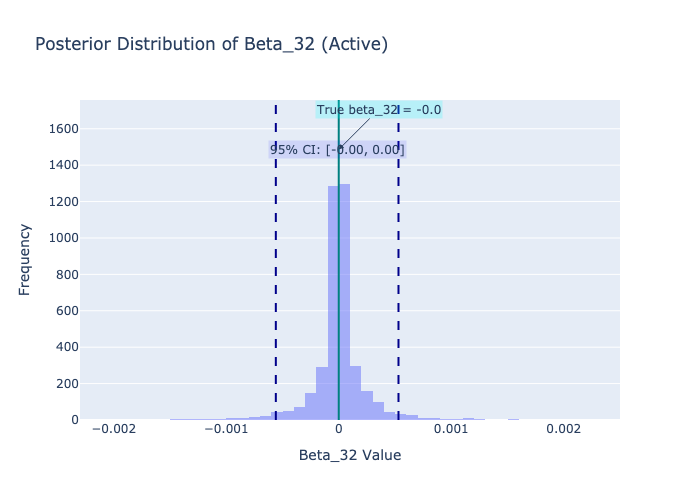 Posterior Distribution of Beta_32 (Active)
True beta_32 = -0.0
95% CI: [-0.00, 0.00]
1600
1400
1200
1000
800
600
400
200
0
Frequency
−0.002 −0.001 0 0.001 0.002
Beta_32 Value